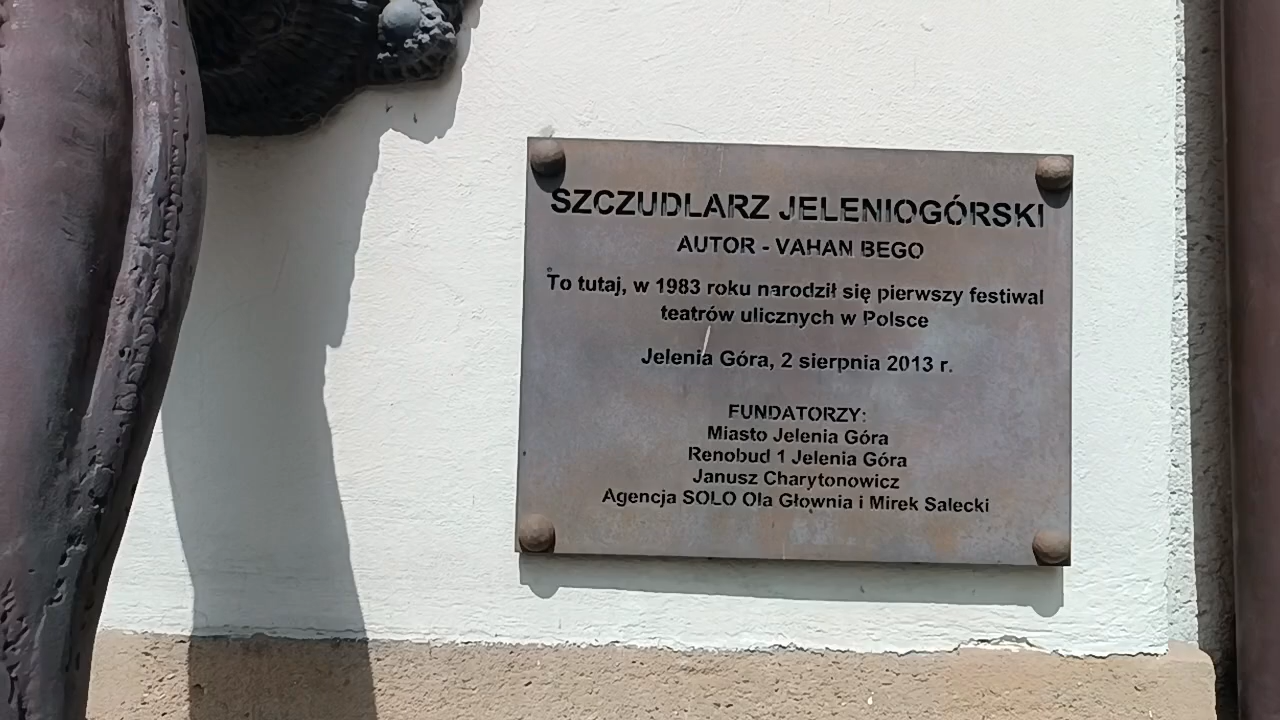 SZCZUDLARZ JELENIOGÓRSKI
AUTOR - VAHAN BEGO
To tutaj, w 1983 roku narodził się pierwszy festiwal
teatrów ulicznych w Polsce
Jelenia Góra, 2 sierpnia 2013 r.
FUNDATORZY:
Miasto Jelenia Góra
Renobud 1 Jelenia Góra
Janusz Charytonowicz
Agencja SOLO Ola Głownia i Mirek Salecki